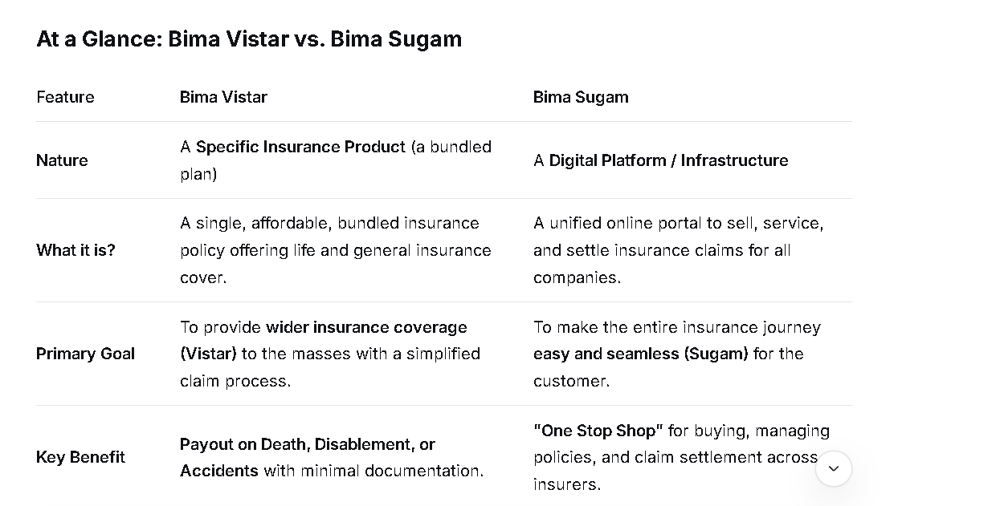 At a Glance: Bima Vistar vs. Bima Sugam
Feature
Bima Vistar
Bima Sugam
Nature
A Specific Insurance Product (a bundled
plan)
A Digital Platform / Infrastructure
What it is?
A single, affordable, bundled insurance
policy offering life and general insurance
cover.
A unified online portal to sell, service,
and settle insurance claims for all
companies.
Primary Goal
To provide wider insurance coverage
(Vistar) to the masses with a simplified
claim process.
To make the entire insurance journey
easy and seamless (Sugam) for the
customer.
Key Benefit
Payout on Death, Disablement, or
Accidents with minimal documentation.
"One Stop Shop" for buying, managing
policies, and claim settlement across
insurers.